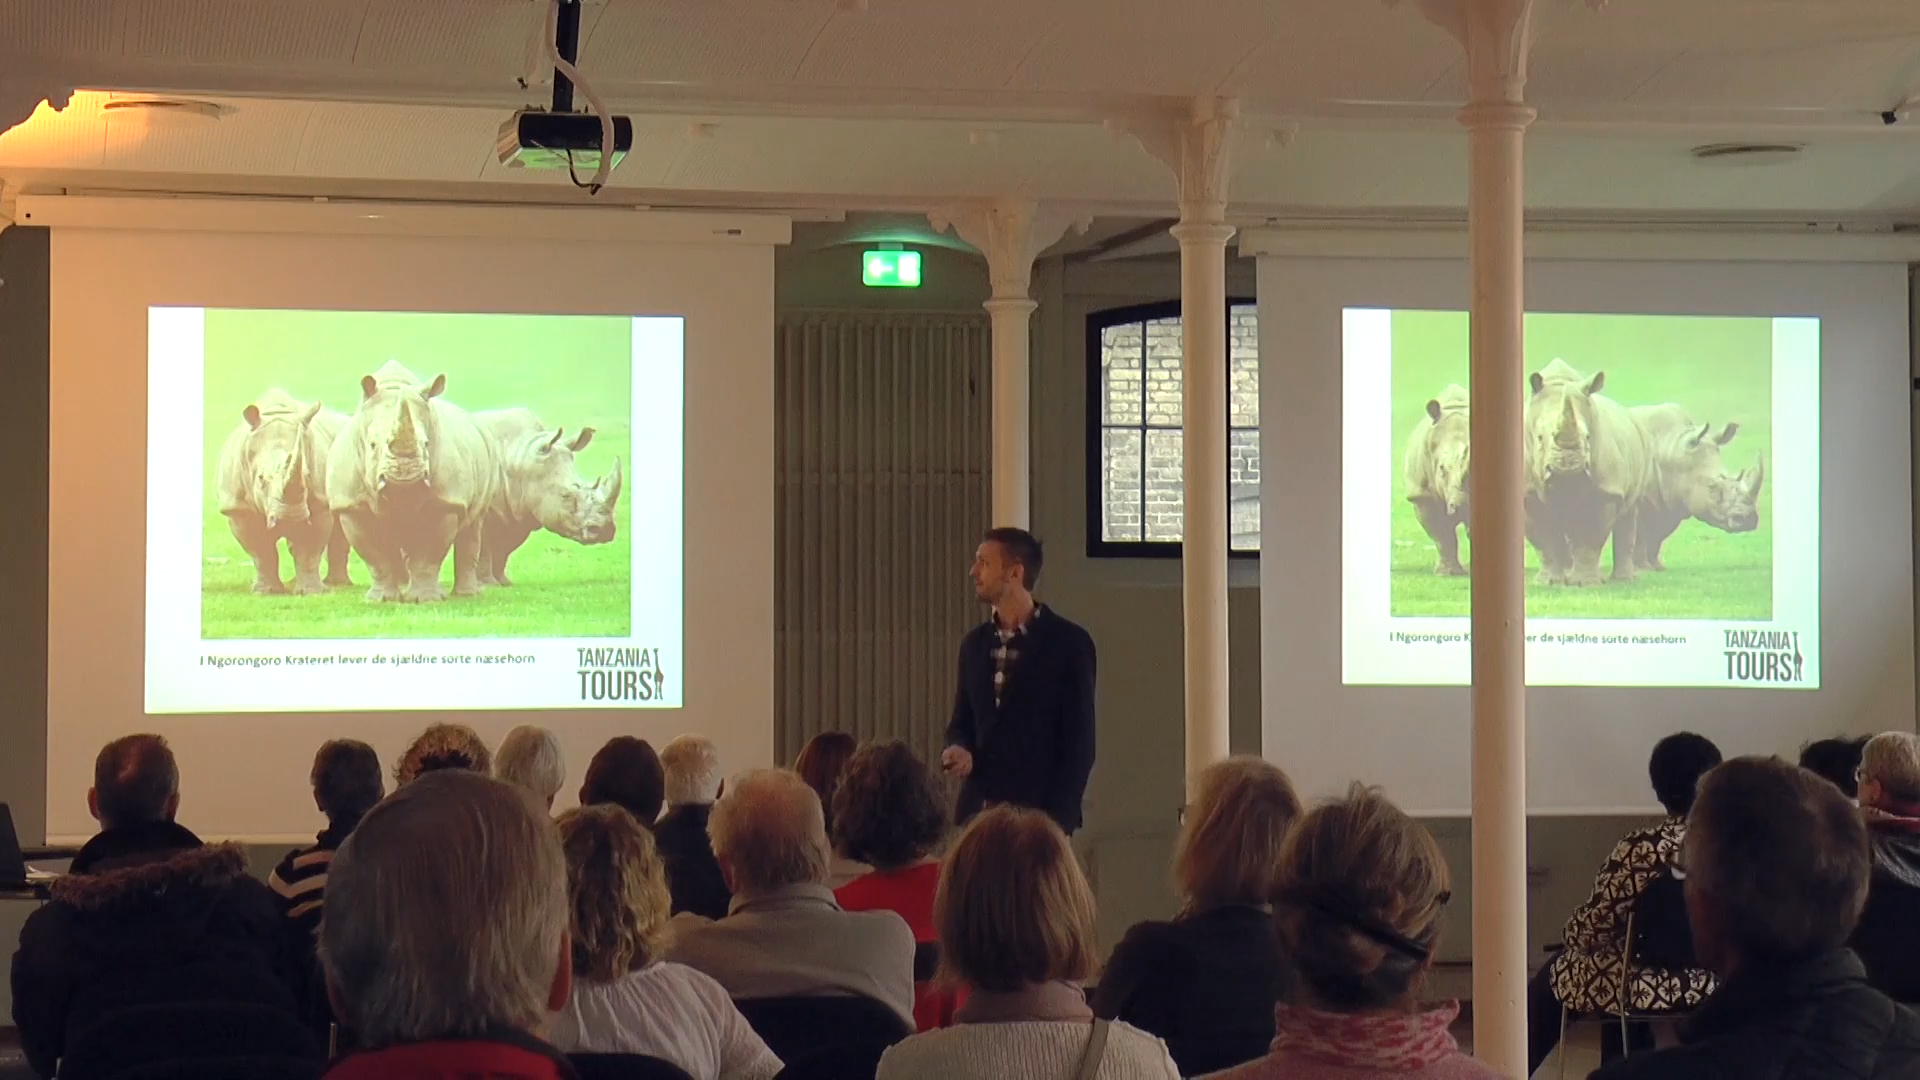 I Ngorongoro Krateret lever de sjældne sorte næsehorn
TANZANIA
TOURS
I Ngorongoro K er de sjældne sorte næsehorn
TANZANIA
TOURS